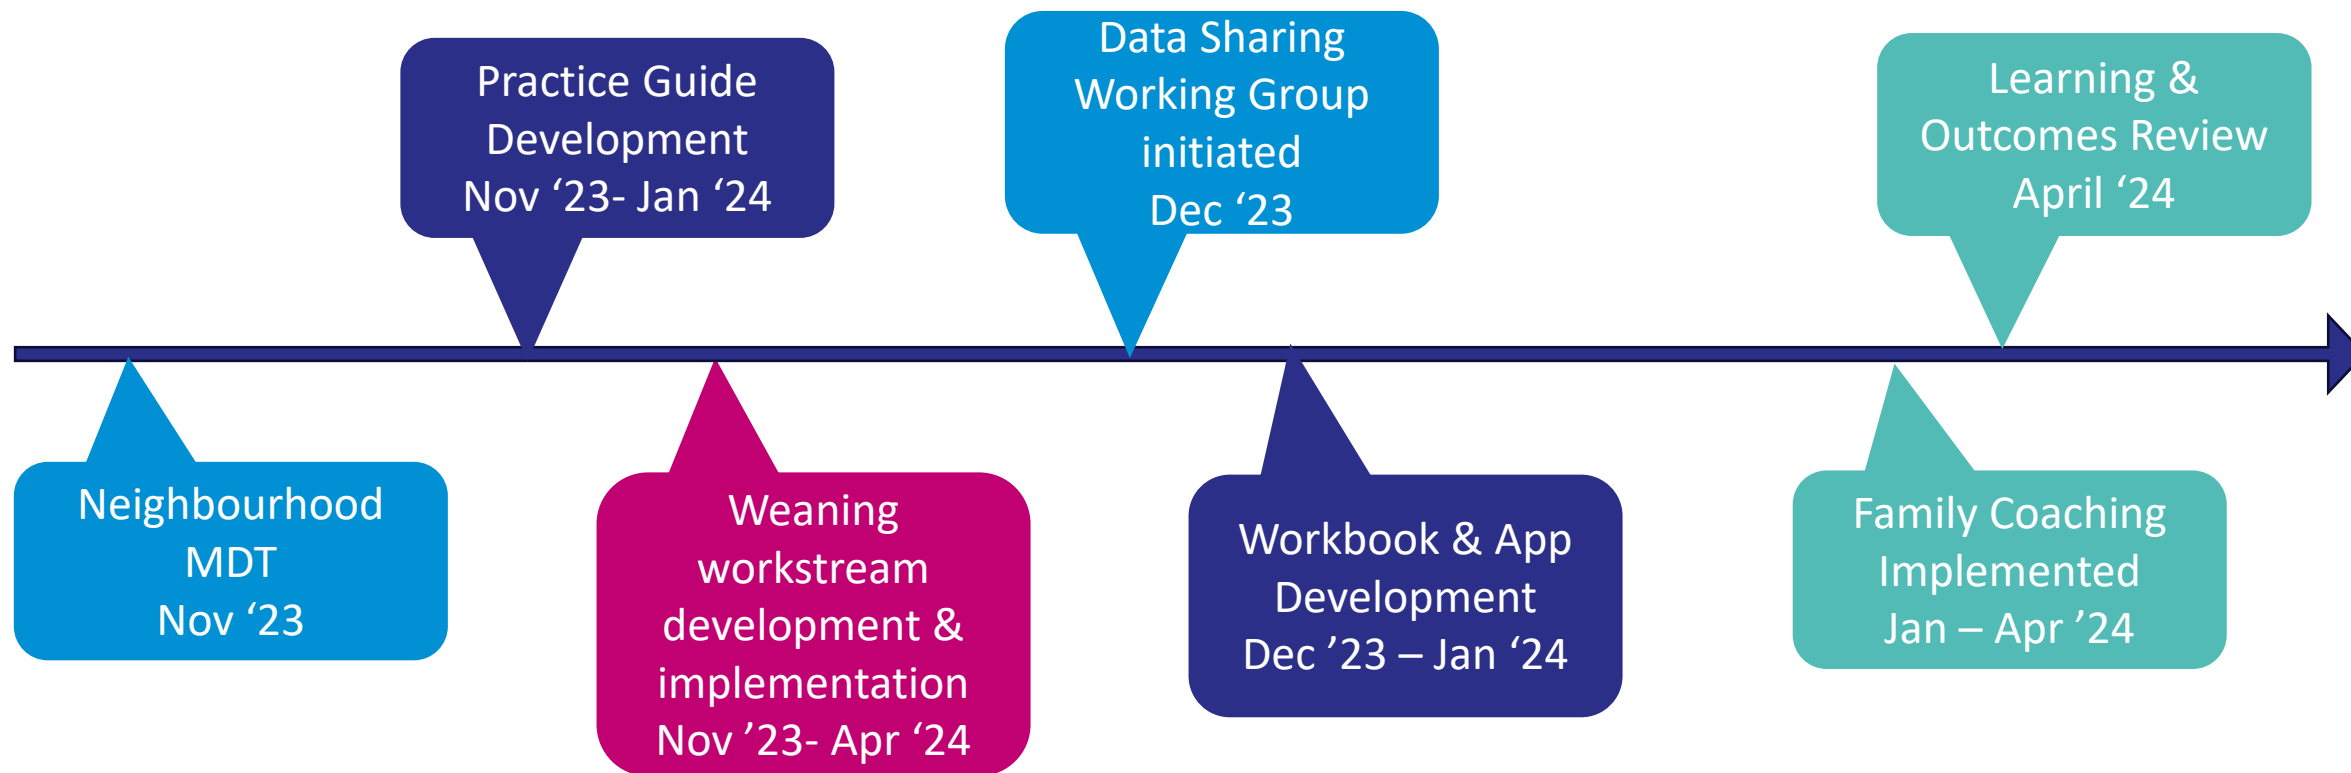 Practice Guide
Development
Nov ‘23- Jan ‘24
Data Sharing
Working Group
initiated
Dec ‘23
Learning &
Outcomes Review
April ‘24
Neighbourhood
MDT
Nov ‘23
Weaning
workstream
development &
implementation
Nov ’23- Apr ‘24
Workbook & App
Development
Dec ’23 – Jan ‘24
Family Coaching
Implemented
Jan – Apr ’24